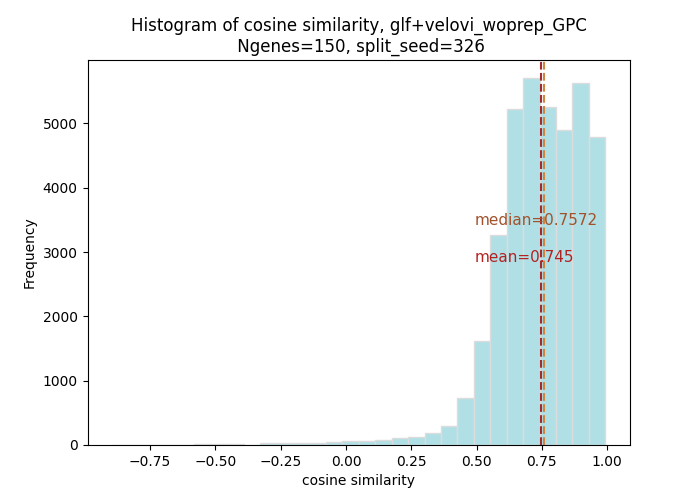 Histogram of cosine similarity, glf+velovi_woprep_GPC
Ngenes=150, split_seed=326
5000
4000
3000
2000
1000
0
Frequency
median=0.7572
mean=0.745
−0.75 −0.50 −0.25 0.00 0.25 0.50 0.75 1.00
cosine similarity